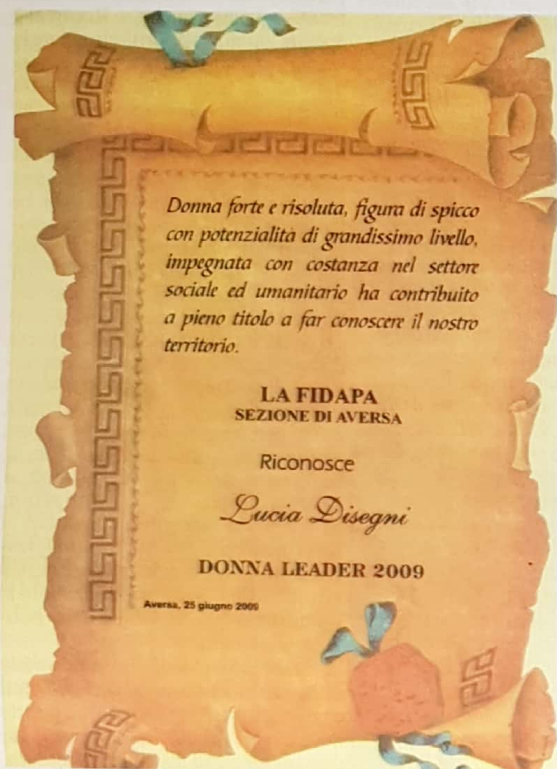 Donna forte e risoluta, figura di spicco
con potenzialità di grandissimo livello,
impegnata con costanza nel settore
sociale ed umanitario ha contribuito
a pieno titolo a far conoscere il nostro
territorio.
LA FIDAPA
SEZIONE DI AVERSA
Riconosce
Lucia Disegni
DONNA LEADER 2009
Aversa, 25 giugno 2009